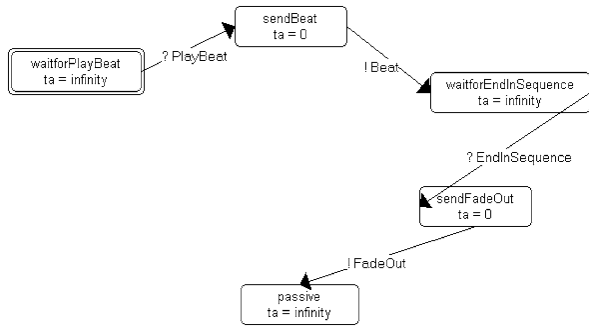 sendBeat
ta = 0
? PlayBeat
waitforPlayBeat
ta = infinity
! Beat
waitforEndInSequence
ta = infinity
? EndInSequence
sendFadeOut
ta = 0
! FadeOut
passive
ta = infinity